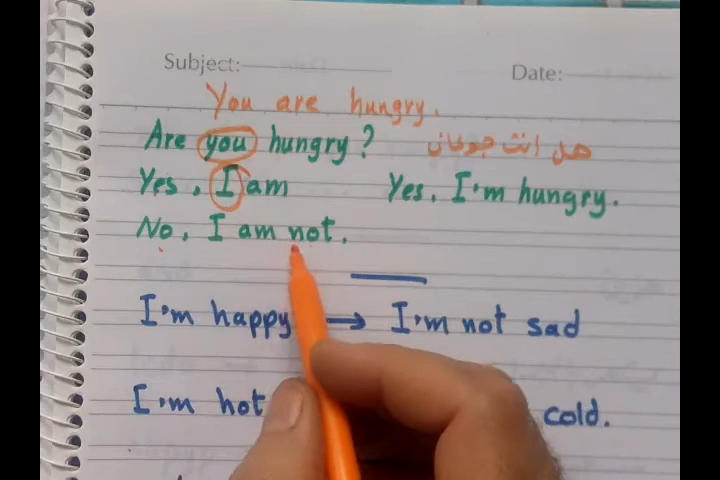 Subject: Date:
You are hungry.
Are you hungry? هل انت جوعان
Yes, I am Yes, I'm hungry.
No, I am not.
I'm happy → I'm not sad
I'm hot cold.